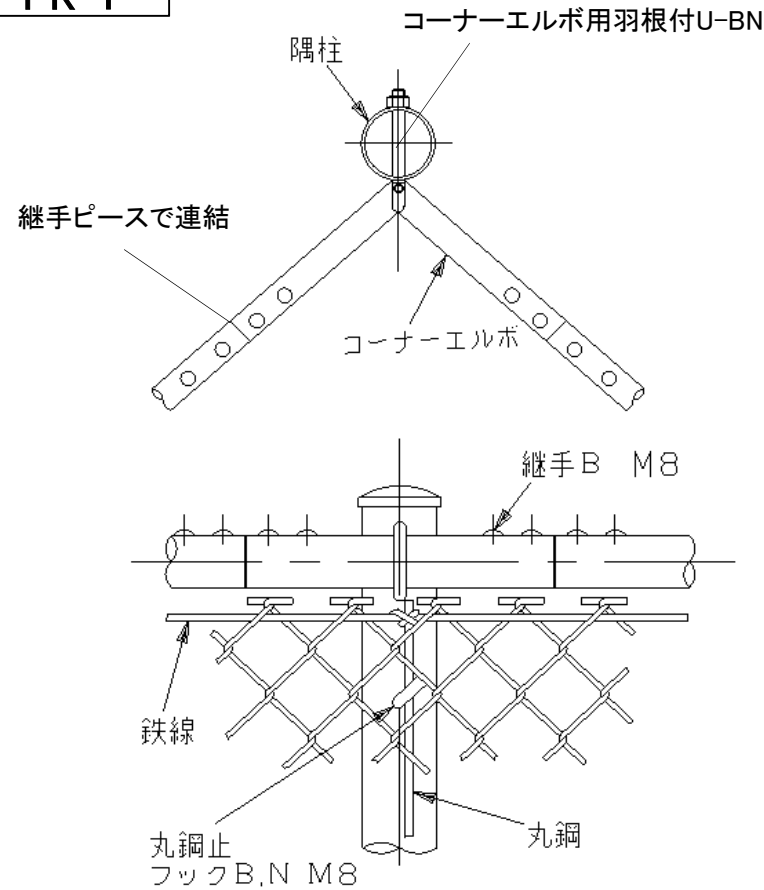 コーナーエルボ用羽根付U-BN
隅柱
継手ピースで連結
コーナーエルボ
継手B M8
鉄線
丸鋼止
フックB,N M8
丸鋼